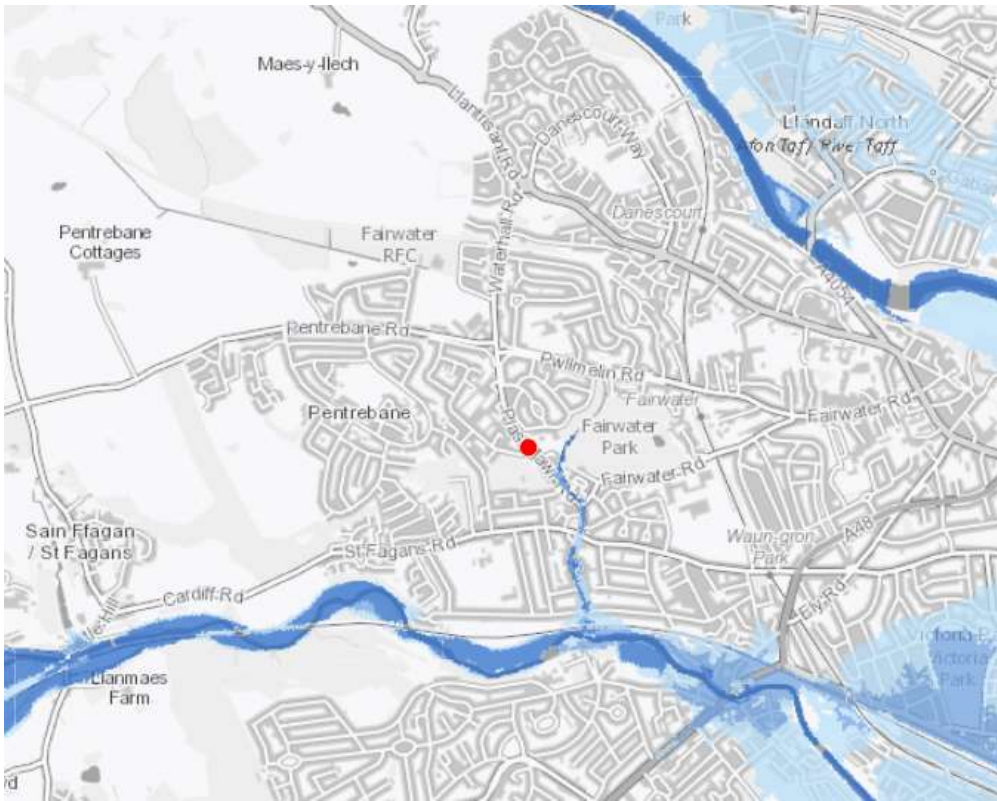 Park
Maes-y-llech
Llantrisant Rd
Danescourt Way
Llandaff North
Afon Taf / River Taff
Gabal
Waterhall Rd
Danescourt
Pentrebane
Cottages
Fairwater
RFC
A4054
Pentrebane Rd
Pwllmelin Rd
Fairwater
Fairwater Rd
Pentrebane
Fairwater
Park
Fairwater Rd
Sain Ffagan
/ St Fagans
St Fagans Rd
Waun-gron
Park
A48
Cardiff Rd
Ely Rd
Victoria P
Victoria
Park
Llanmaes
Farm